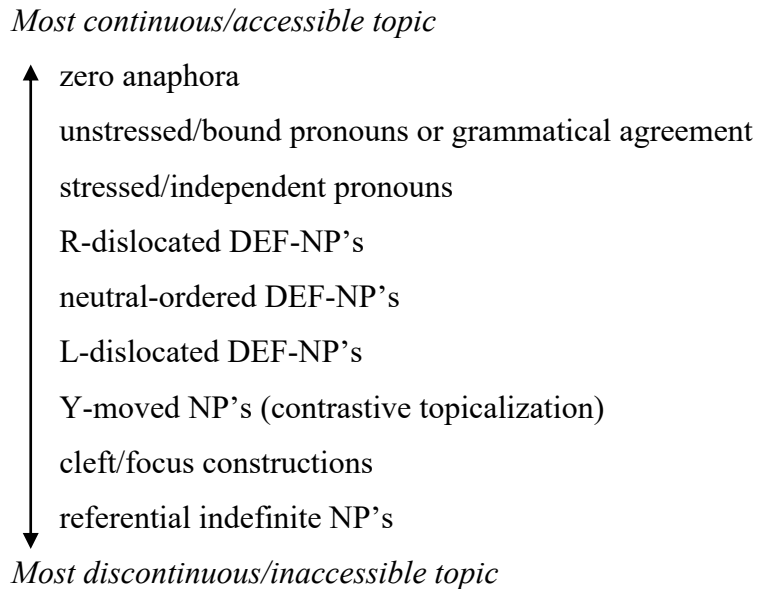 Most continuous/accessible topic
zero anaphora
unstressed/bound pronouns or grammatical agreement
stressed/independent pronouns
R-dislocated DEF-NP’s
neutral-ordered DEF-NP’s
L-dislocated DEF-NP’s
Y-moved NP’s (contrastive topicalization)
cleft/focus constructions
referential indefinite NP’s
Most discontinuous/inaccessible topic